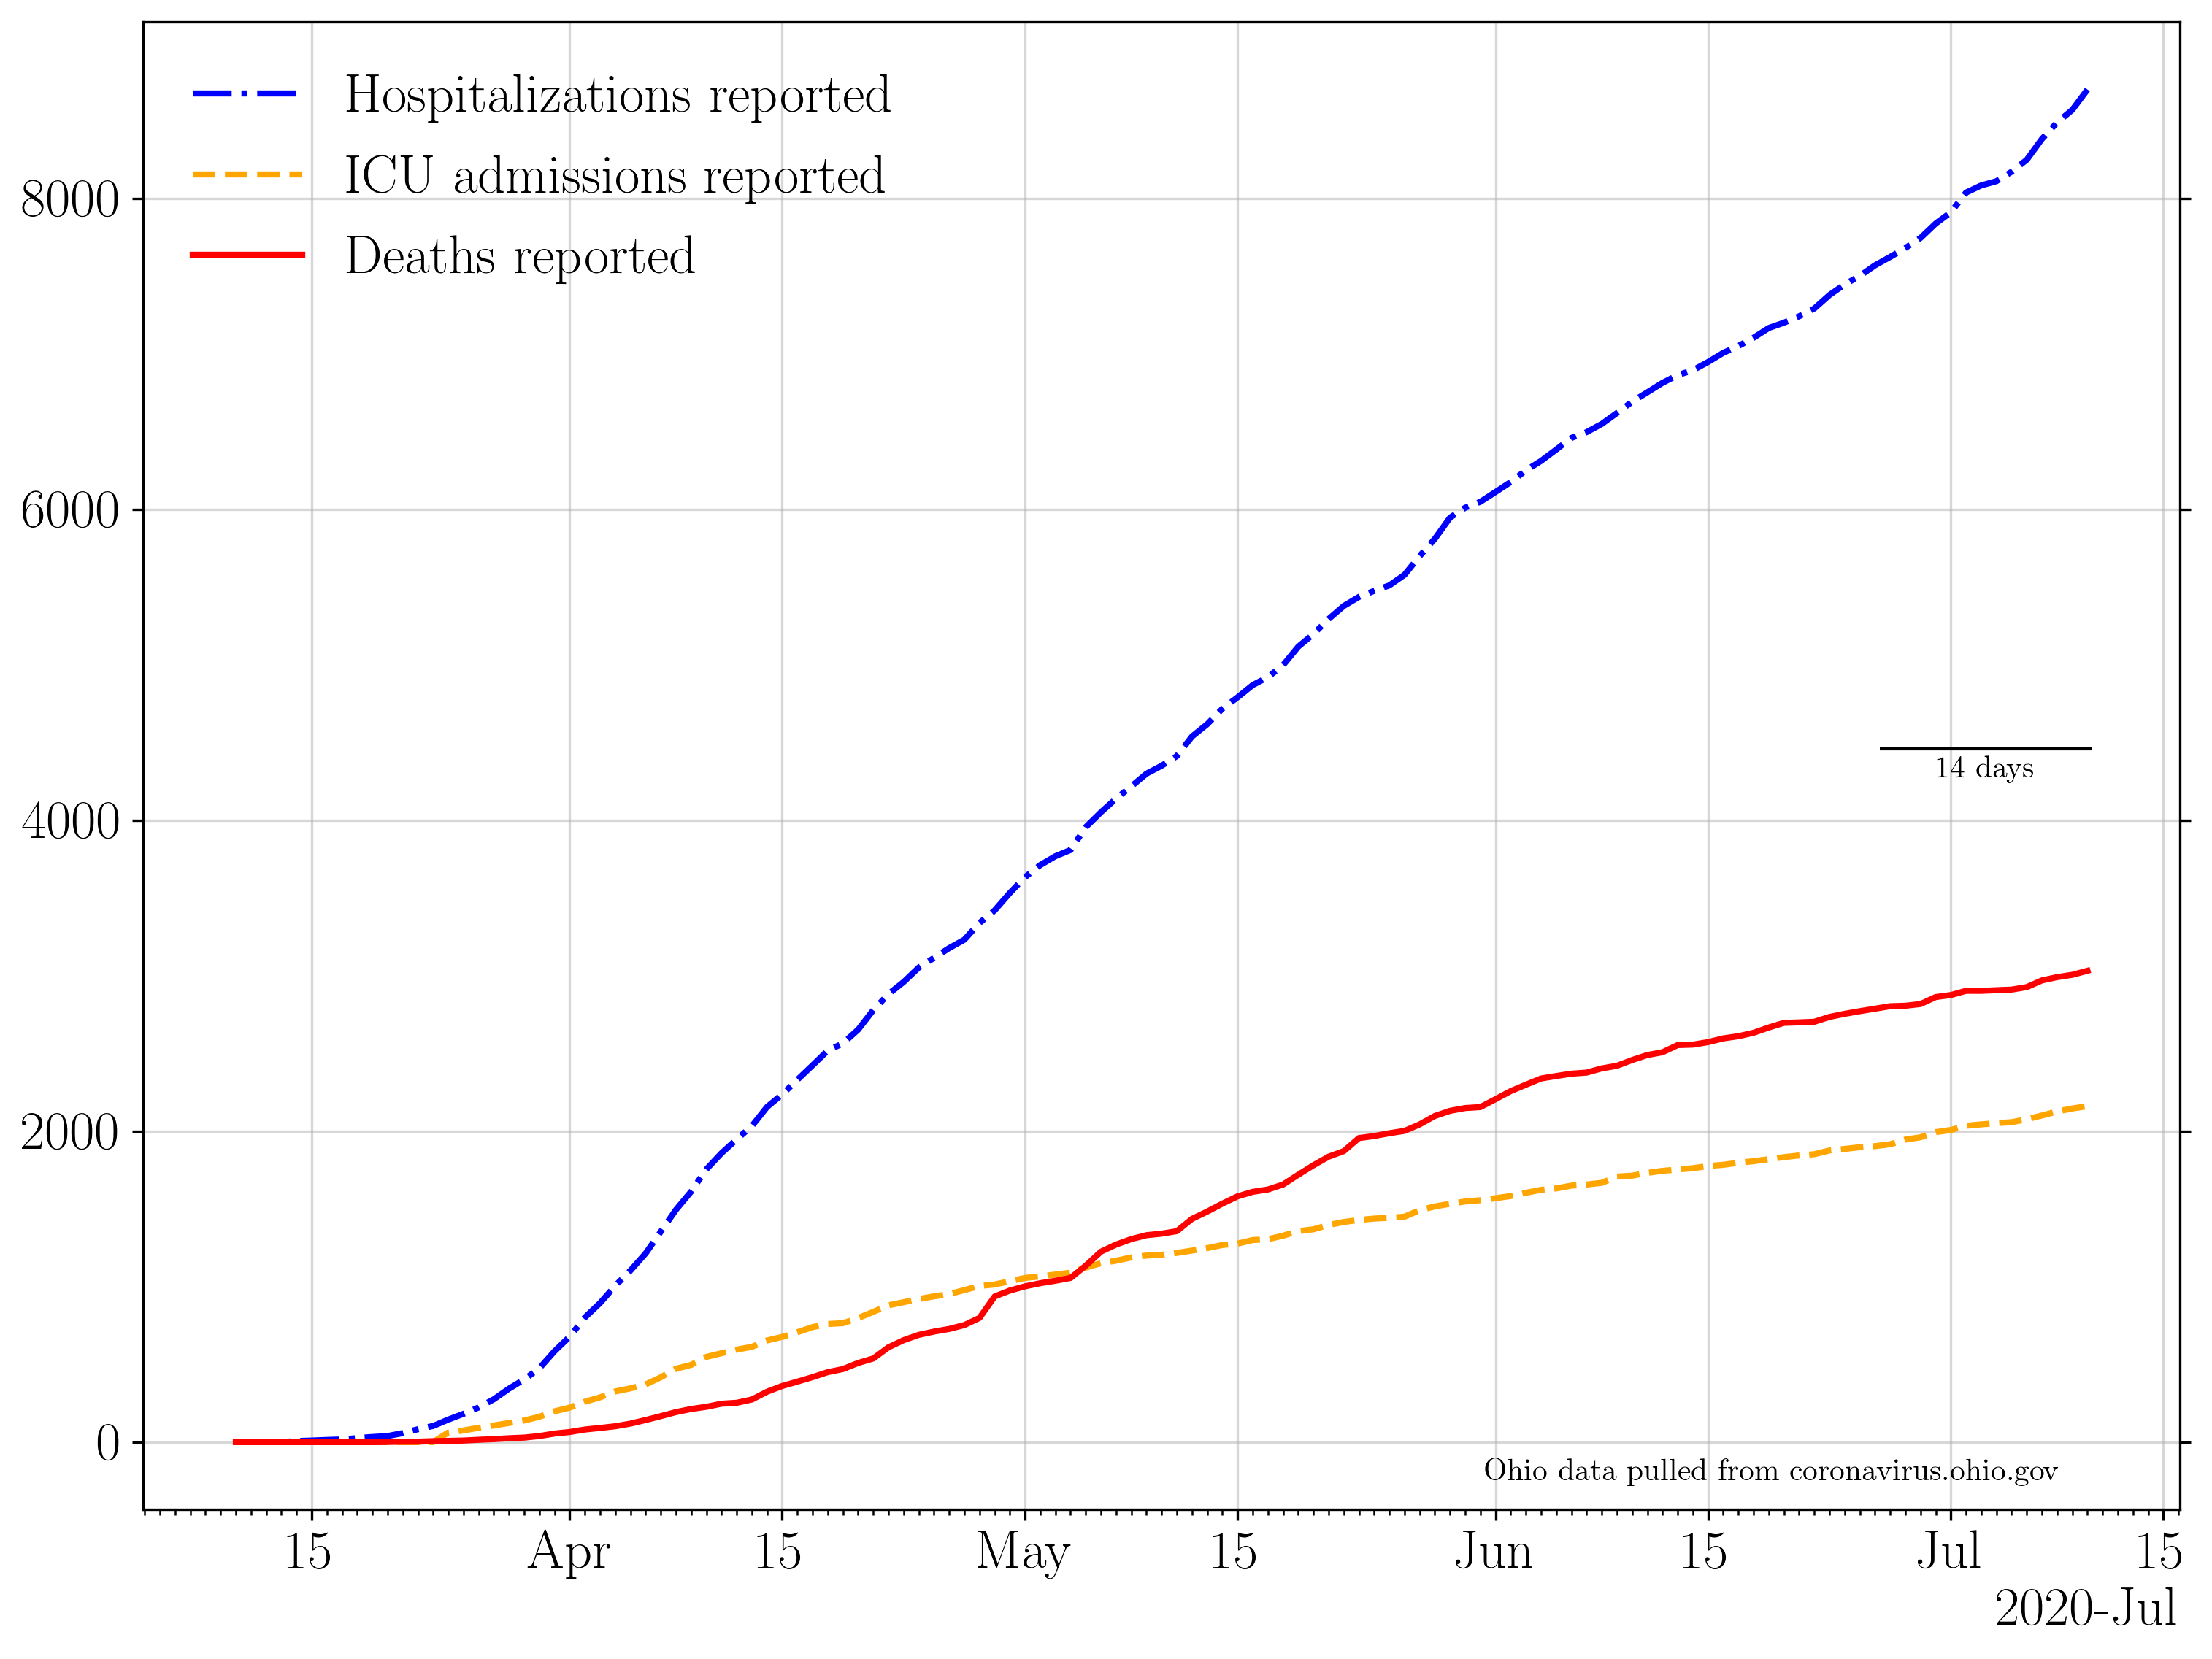 Hospitalizations reported
ICU admissions reported
Deaths reported
8000
6000
4000
2000
0
14 days
Ohio data pulled from coronavirus.ohio.gov
15 Apr 15 May 15 Jun 15 Jul 15
2020-Jul